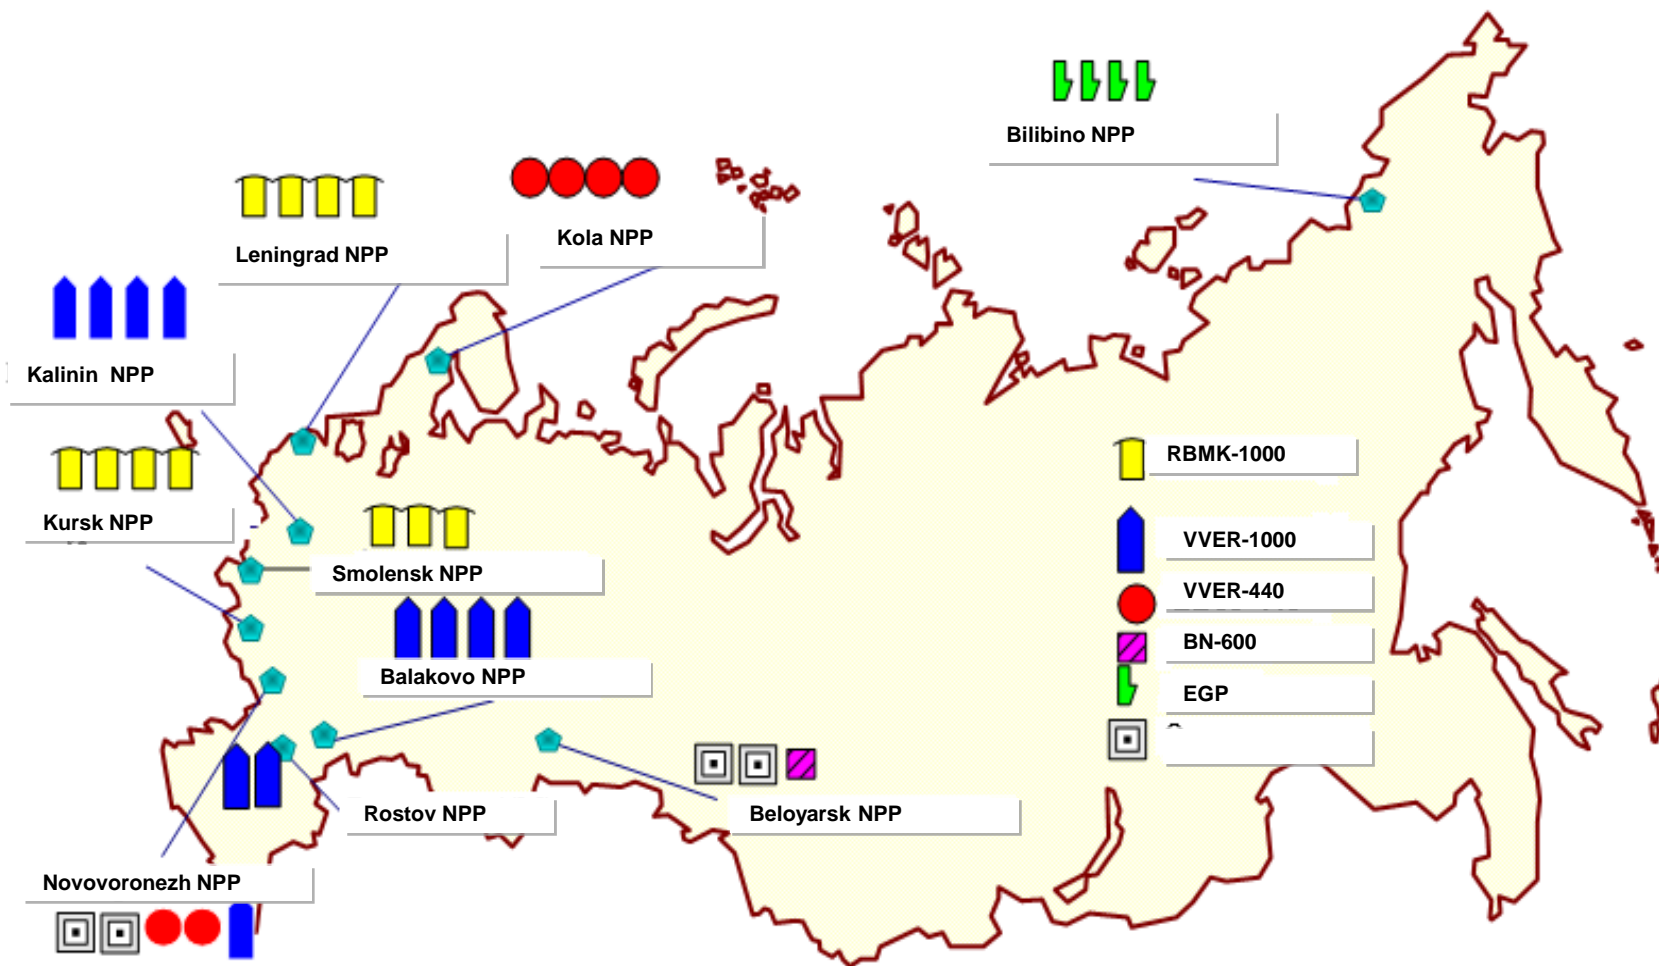 Bilibino NPP
Leningrad NPP
Kola NPP
Kalinin NPP
Kursk NPP
Smolensk NPP
Balakovo NPP
Rostov NPP
Beloyarsk NPP
Novovoronezh NPP
RBMK-1000
VVER-1000
VVER-440
BN-600
EGP